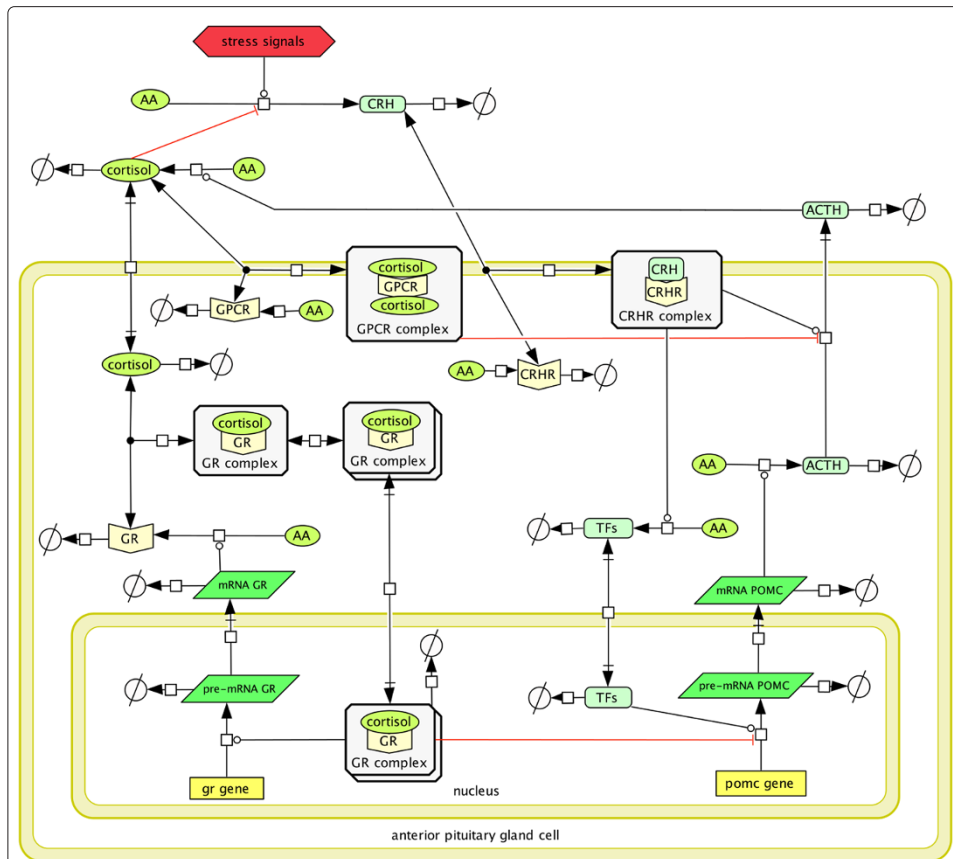 stress signals
AA
CRH
cortisol
AA
ACTH
cortisol
GPCR
cortisol
GPCR complex
CRH
CRHR
CRHR complex
GPCR
AA
cortisol
AA
CRHR
cortisol
GR
GR complex
cortisol
GR
GR complex
AA
ACTH
GR
AA
TFs
AA
mRNA GR
mRNA POMC
pre-mRNA GR
TFs
pre-mRNA POMC
cortisol
GR
GR complex
gr gene
pomc gene
nucleus
anterior pituitary gland cell